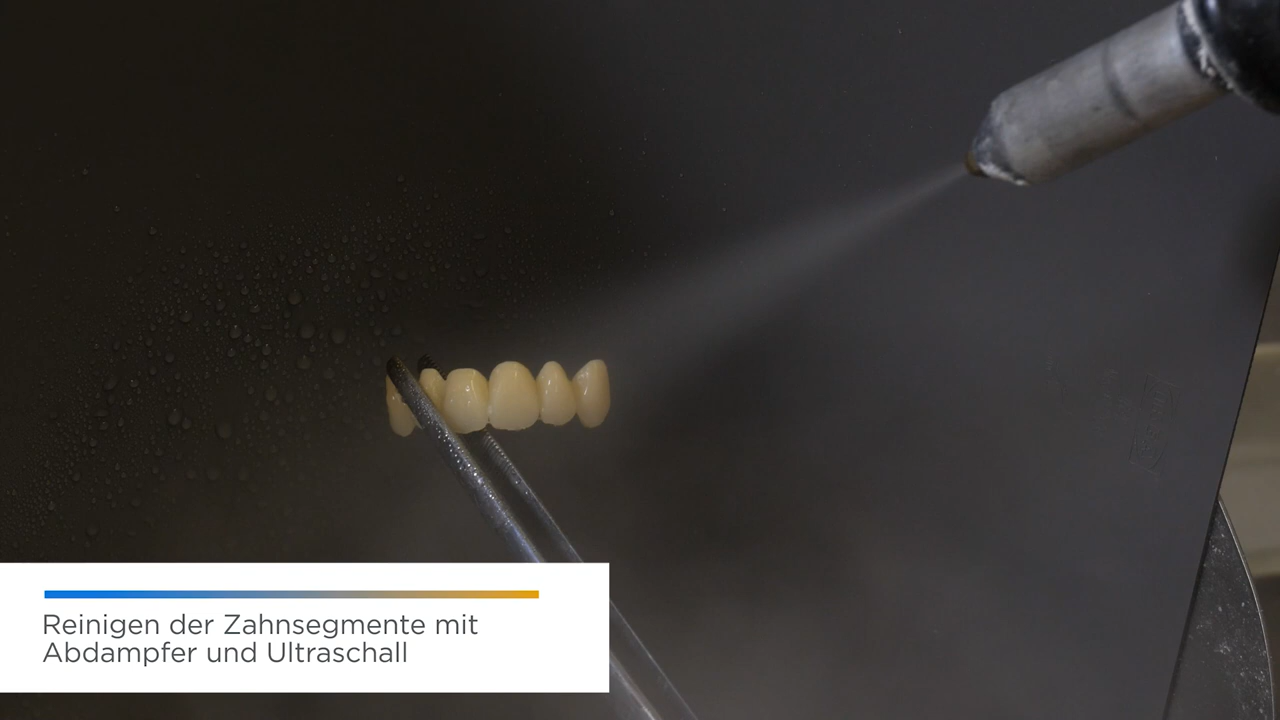 Reinigen der Zahnsegmente mit
Abdampfer und Ultraschall